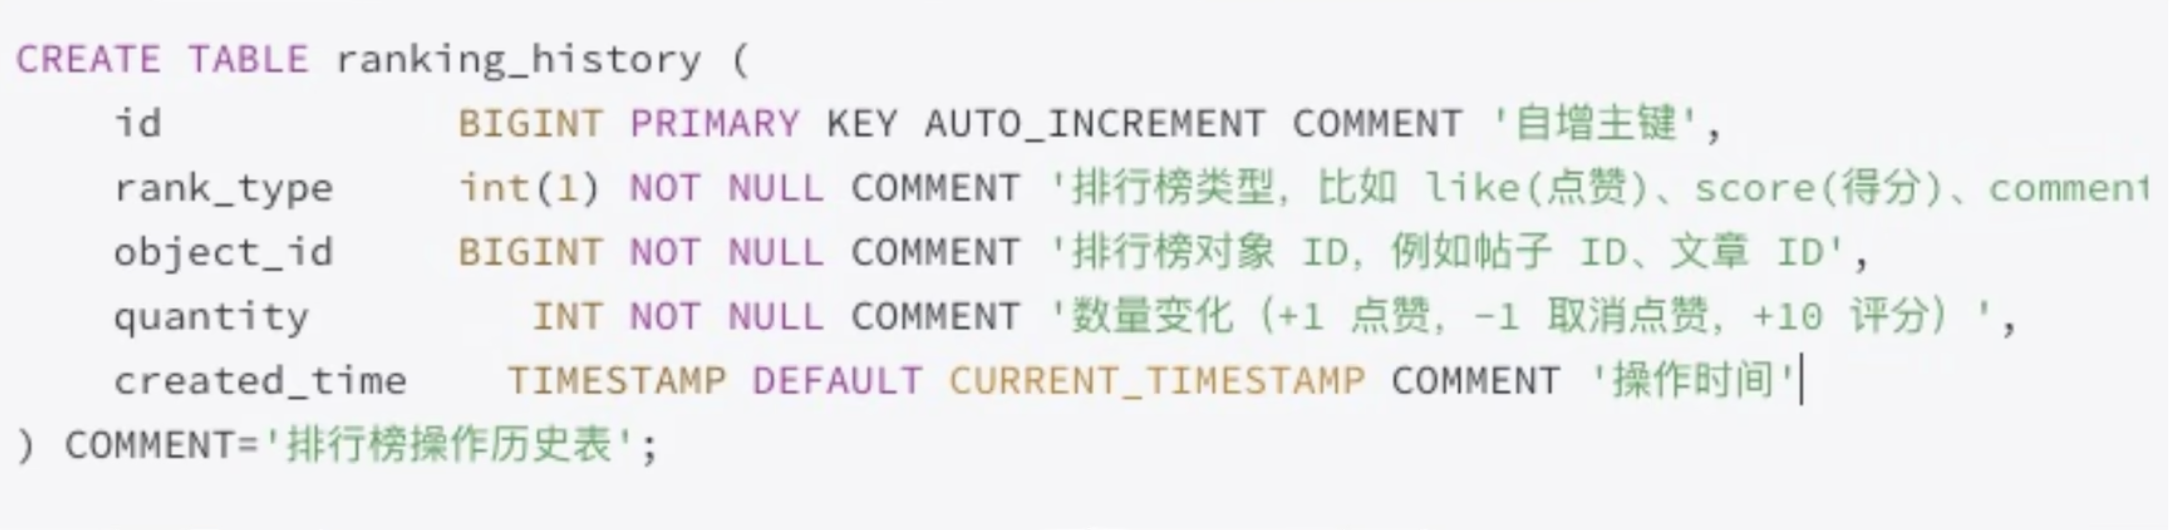 CREATE TABLE ranking_history (
    id            BIGINT PRIMARY KEY AUTO_INCREMENT COMMENT '自增主键',
    rank_type     int(1) NOT NULL COMMENT '排行榜类型, 比如 like(点赞)、score(得分)、comment
    object_id     BIGINT NOT NULL COMMENT '排行榜对象 ID, 例如帖子 ID、文章 ID',
    quantity         INT NOT NULL COMMENT '数量变化（+1 点赞, -1 取消点赞, +10 评分）',
    created_time    TIMESTAMP DEFAULT CURRENT_TIMESTAMP COMMENT '操作时间'
) COMMENT='排行榜操作历史表';